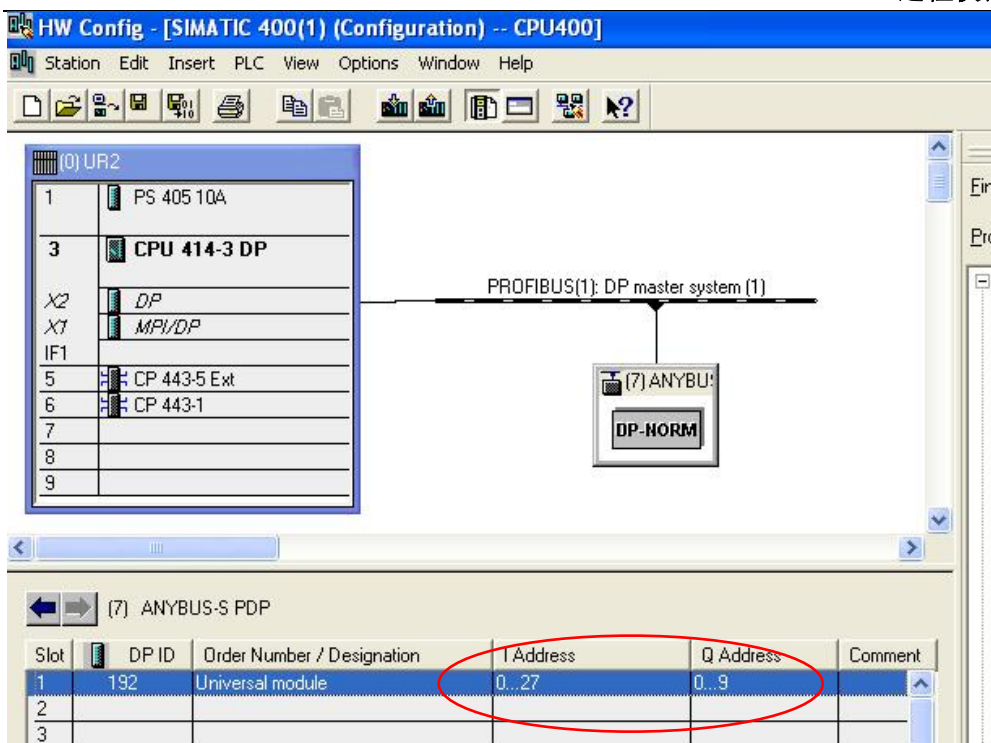 HW Config - [SIMATIC 400(1) (Configuration) -- CPU400]
Station Edit Insert PLC View Options Window Help
(0) UR2
1 PS 405 10A
3 CPU 414-3 DP
X2 DP
X1 MPI/DP
IF1
5 CP 443-5 Ext
6 CP 443-1
7
8
9
PROFIBUS(1): DP master system (1)
(7) ANYBUS
DP-NORM
(7) ANYBUS-S PDP
Slot DP ID Order Number / Designation I Address Q Address Comment
1 192 Universal module 0...27 0...9
2
3